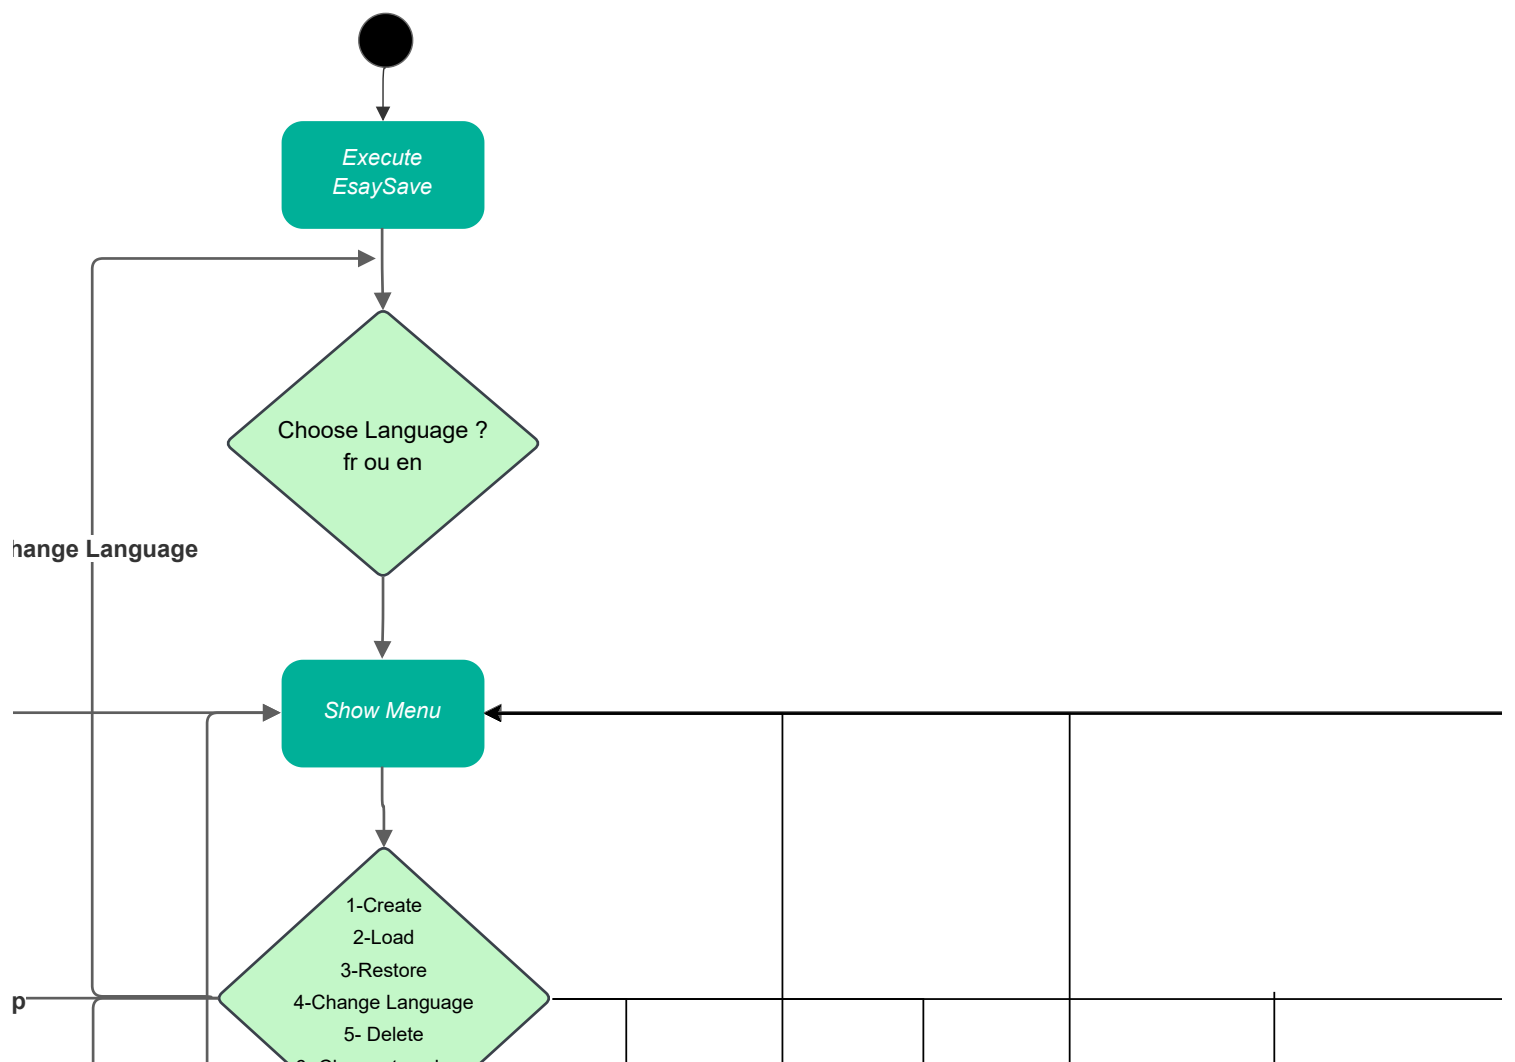 Execute
EsaySave
Choose Language ?
fr ou en
hange Language
Show Menu
1-Create
2-Load
3-Restore
p
4-Change Language
5- Delete